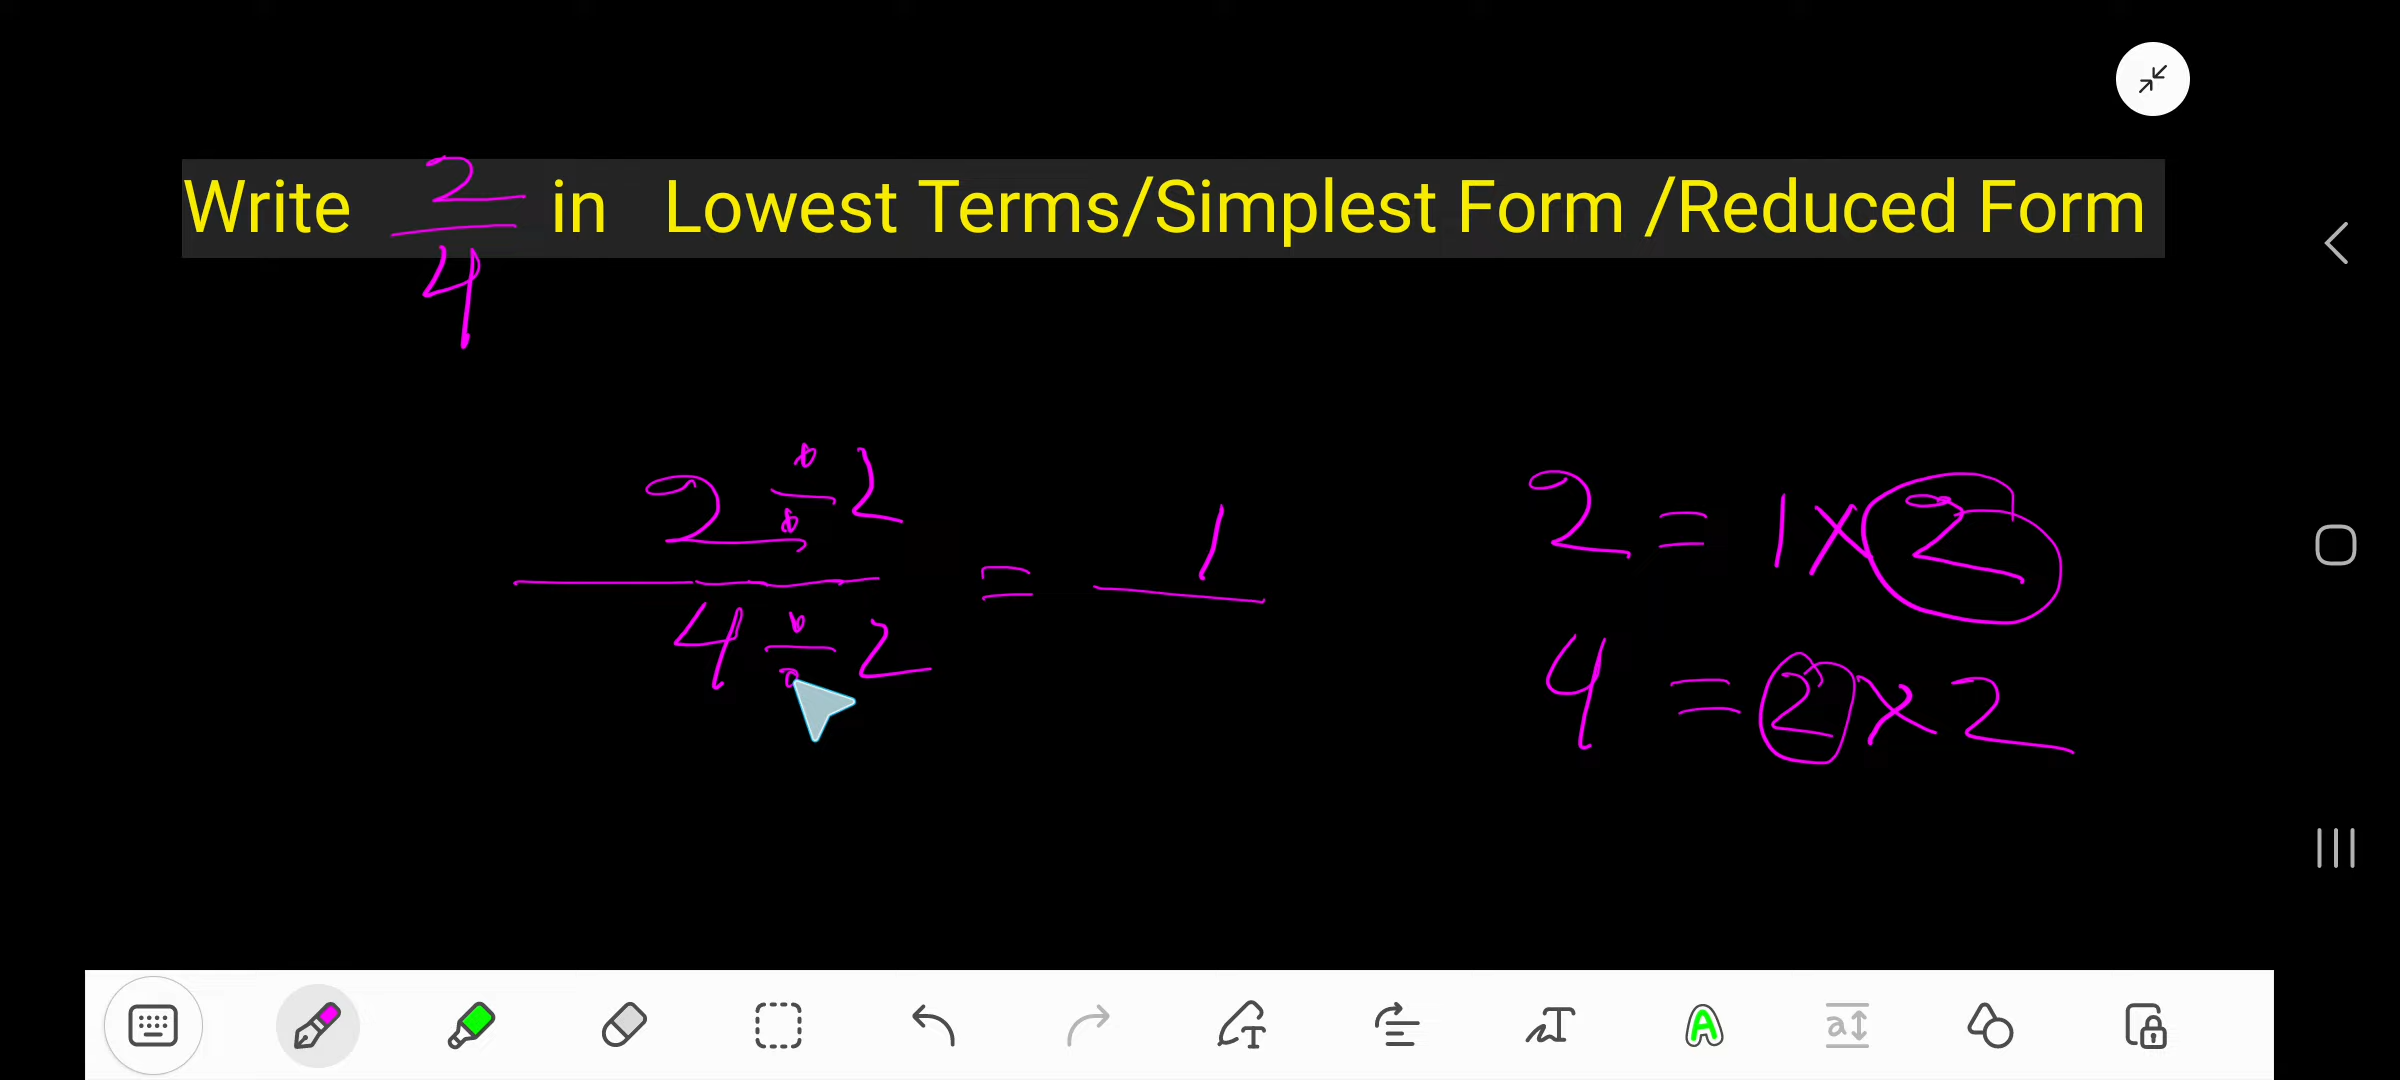 Write 2/4 in Lowest Terms/Simplest Form /Reduced Form
2 ÷ 2 / 4 ÷ 2 = 1/
2 = 1 × 2
4 = 2 × 2